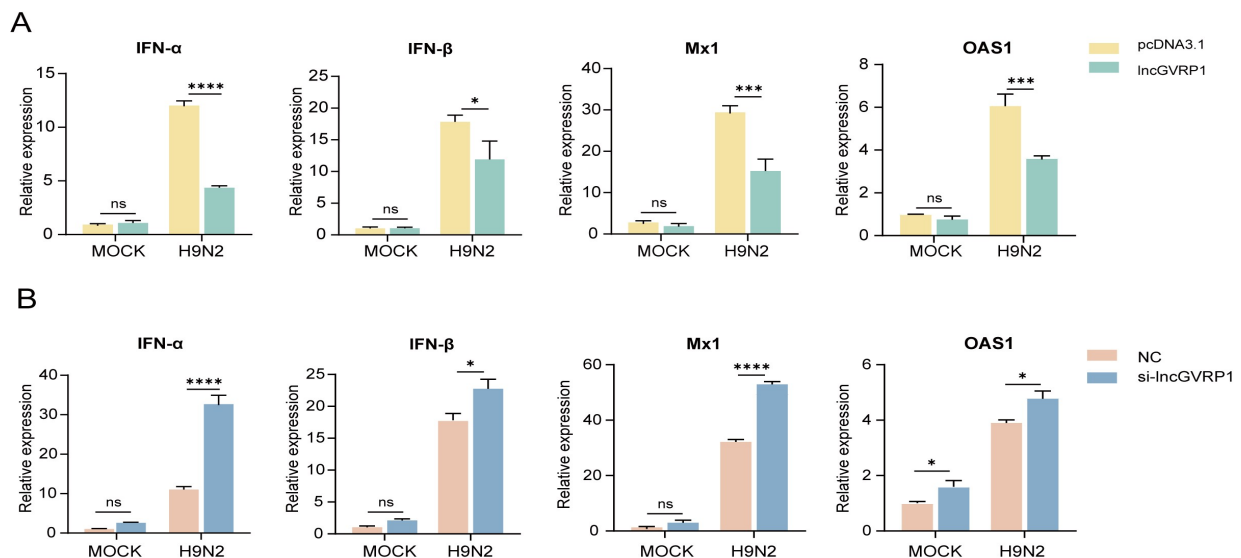 A
IFN-α
Relative expression
15
10
5
0
ns
****
MOCK
H9N2
IFN-β
Relative expression
25
20
15
10
5
0
ns
*
MOCK
H9N2
Mx1
Relative expression
40
30
20
10
0
ns
***
MOCK
H9N2
OAS1
Relative expression
8
6
4
2
0
ns
***
MOCK
H9N2
pcDNA3.1
lncGVRP1
B
IFN-α
Relative expression
40
30
20
10
0
ns
****
MOCK
H9N2
IFN-β
Relative expression
25
20
15
10
5
0
ns
*
MOCK
H9N2
Mx1
Relative expression
60
40
20
0
ns
****
MOCK
H9N2
OAS1
Relative expression
6
4
2
0
*
*
MOCK
H9N2
NC
si-lncGVRP1